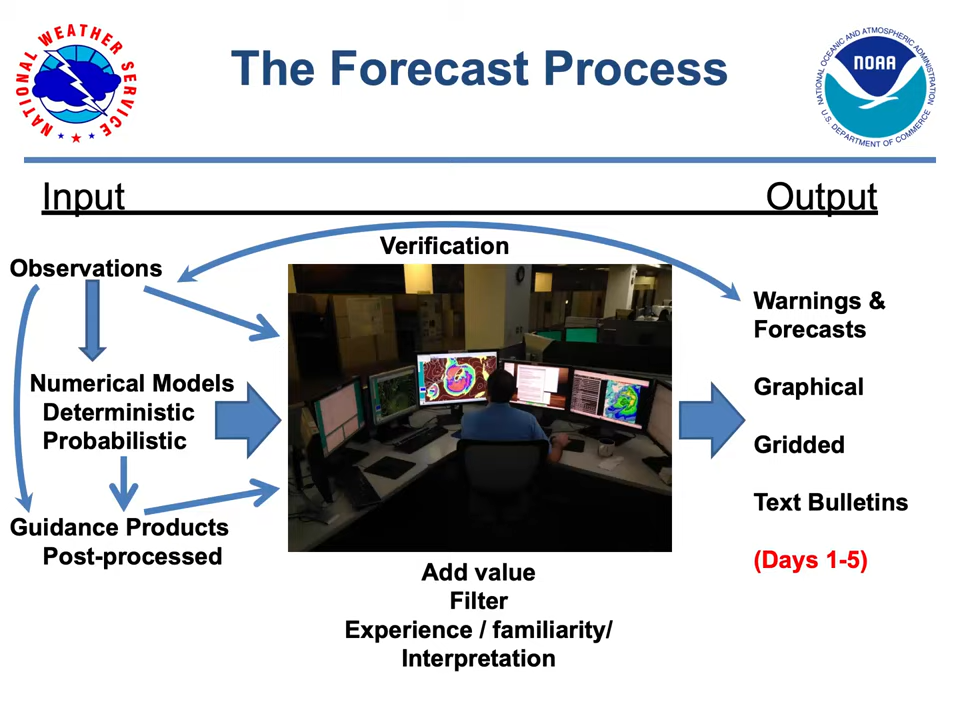 NATIONAL WEATHER SERVICE
The Forecast Process
NATIONAL OCEANIC AND ATMOSPHERIC ADMINISTRATION
NOAA
U.S. DEPARTMENT OF COMMERCE
Input
Output
Verification
Observations
Warnings &
Forecasts
Numerical Models
Deterministic
Probabilistic
Graphical
Gridded
Text Bulletins
Guidance Products
Post-processed
(Days 1-5)
Add value
Filter
Experience / familiarity/
Interpretation